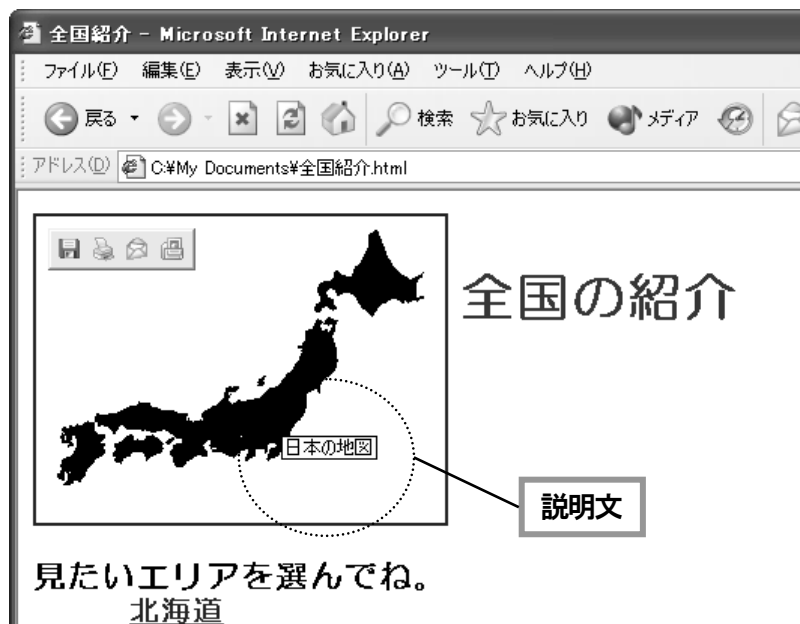 全国紹介 - Microsoft Internet Explorer
ファイル(F) 編集(E) 表示(V) お気に入り(A) ツール(T) ヘルプ(H)
戻る 検索 お気に入り メディア
アドレス(D) C:¥My Documents¥全国紹介.html
全国の紹介
日本の地図
説明文
見たいエリアを選んでね。
北海道